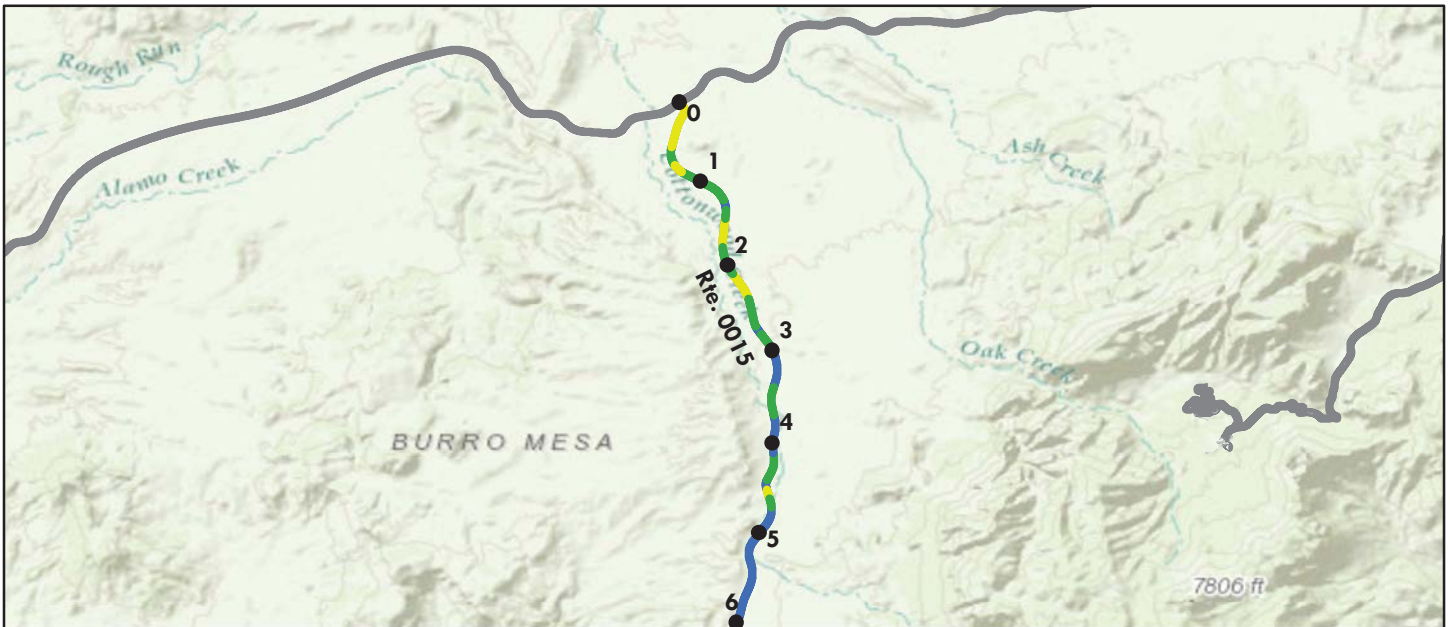 Rough Run
0
1
Ash Creek
Alamo Creek
2
Rte. 0015
3
Oak Creek
4
BURRO MESA
5
7806 ft
6